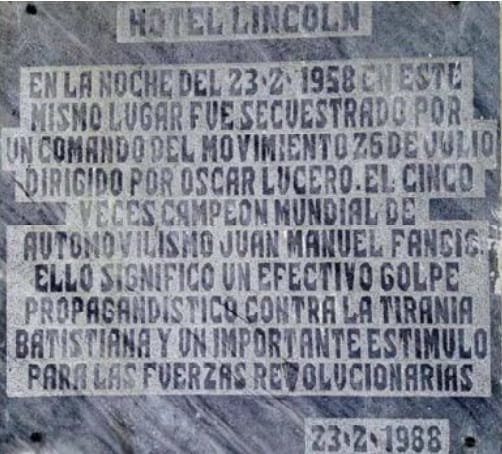 HOTEL LINCOLN
EN LA NOCHE DEL 23·2·1958 EN ESTE
MISMO LUGAR FUE SECUESTRADO POR
UN COMANDO DEL MOVIMIENTO 26 DE JULIO
DIRIGIDO POR OSCAR LUCERO. EL CINCO
VECES CAMPEON MUNDIAL DE
AUTOMOVILISMO JUAN MANUEL FANGIO.
ELLO SIGNIFICO UN EFECTIVO GOLPE
PROPAGANDISTICO CONTRA LA TIRANIA
BATISTIANA Y UN IMPORTANTE ESTIMULO
PARA LAS FUERZAS REVOLUCIONARIAS
23·2·1988